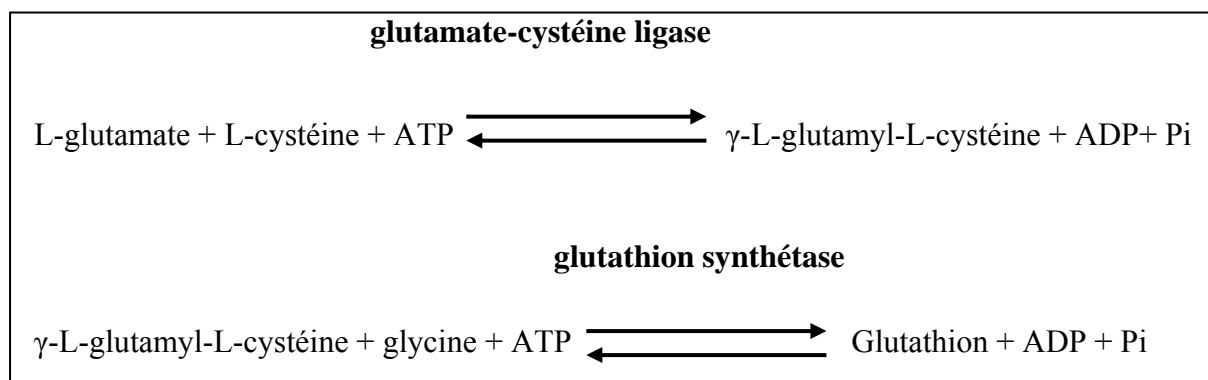 glutamate-cystéine ligase
L-glutamate + L-cystéine + ATP γ-L-glutamyl-L-cystéine + ADP+ Pi
glutathion synthétase
γ-L-glutamyl-L-cystéine + glycine + ATP Glutathion + ADP + Pi